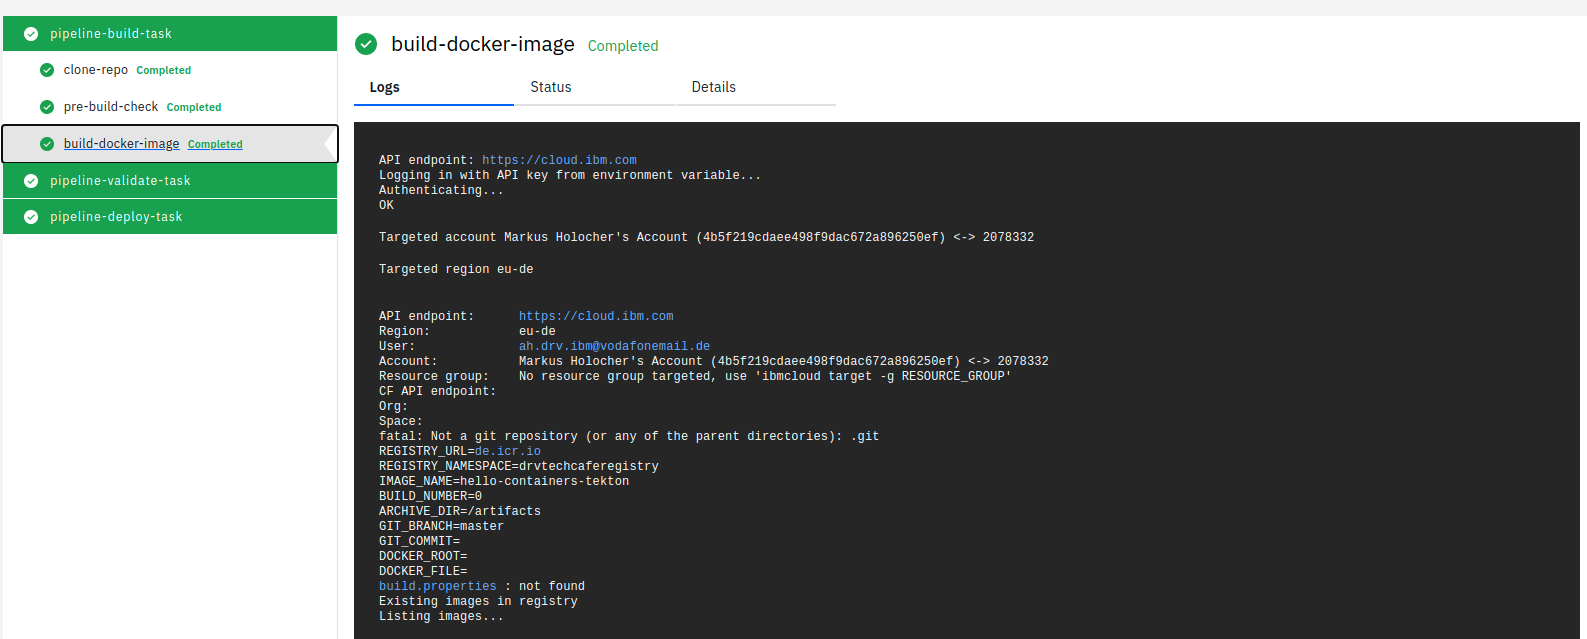 pipeline-build-task
clone-repo Completed
pre-build-check Completed
build-docker-image Completed
pipeline-validate-task
pipeline-deploy-task
build-docker-image Completed
Logs Status Details
API endpoint: https://cloud.ibm.com
Logging in with API key from environment variable...
Authenticating...
OK
Targeted account Markus Holocher's Account (4b5f219cdaee498f9dac672a896250ef) <-> 2078332
Targeted region eu-de
API endpoint: https://cloud.ibm.com
Region: eu-de
User: ah.drv.ibm@vodafonemail.de
Account: Markus Holocher's Account (4b5f219cdaee498f9dac672a896250ef) <-> 2078332
Resource group: No resource group targeted, use 'ibmcloud target -g RESOURCE_GROUP'
CF API endpoint:
Org:
Space:
fatal: Not a git repository (or any of the parent directories): .git
REGISTRY_URL=de.icr.io
REGISTRY_NAMESPACE=drvtechcaferegistry
IMAGE_NAME=hello-containers-tekton
BUILD_NUMBER=0
ARCHIVE_DIR=/artifacts
GIT_BRANCH=master
GIT_COMMIT=
DOCKER_ROOT=
DOCKER_FILE=
build.properties : not found
Existing images in registry
Listing images...